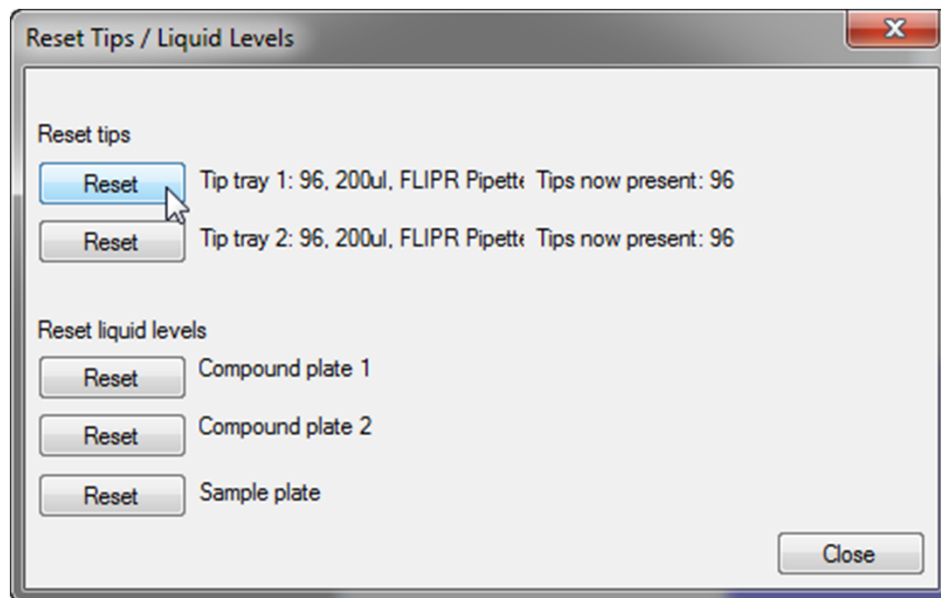 Reset Tips / Liquid Levels
Reset tips
Reset Tip tray 1: 96, 200ul, FLIPR Pipette Tips now present: 96
Reset Tip tray 2: 96, 200ul, FLIPR Pipette Tips now present: 96
Reset liquid levels
Reset Compound plate 1
Reset Compound plate 2
Reset Sample plate
Close